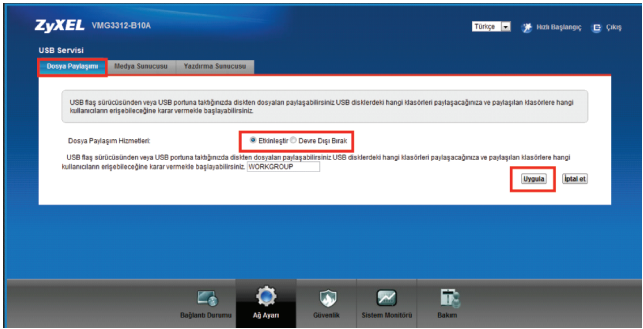 ZyXEL VMG3312-B10A
Türkçe Hızlı Başlangıç Çıkış
USB Servisi
Dosya Paylaşımı Medya Sunucusu Yazdırma Sunucusu
USB flaş sürücüsünden veya USB portuna taktığınızda diskten dosyaları paylaşabilirsiniz.USB disklerdeki hangi klasörleri paylaşacağınıza ve paylaşılan klasörlere hangi
kullanıcıların erişebileceğine karar vermekle başlayabilirsiniz.
Dosya Paylaşım Hizmetleri: Etkinleştir Devre Dışı Bırak
USB flaş sürücüsünden veya USB portuna taktığınızda diskten dosyaları paylaşabilirsiniz.USB disklerdeki hangi klasörleri paylaşacağınıza ve paylaşılan klasörlere hangi
kullanıcıların erişebileceğine karar vermekle başlayabilirsiniz. WORKGROUP
Uygula İptal et
Bağlantı Durumu Ağ Ayarı Güvenlik Sistem Monitörü Bakım